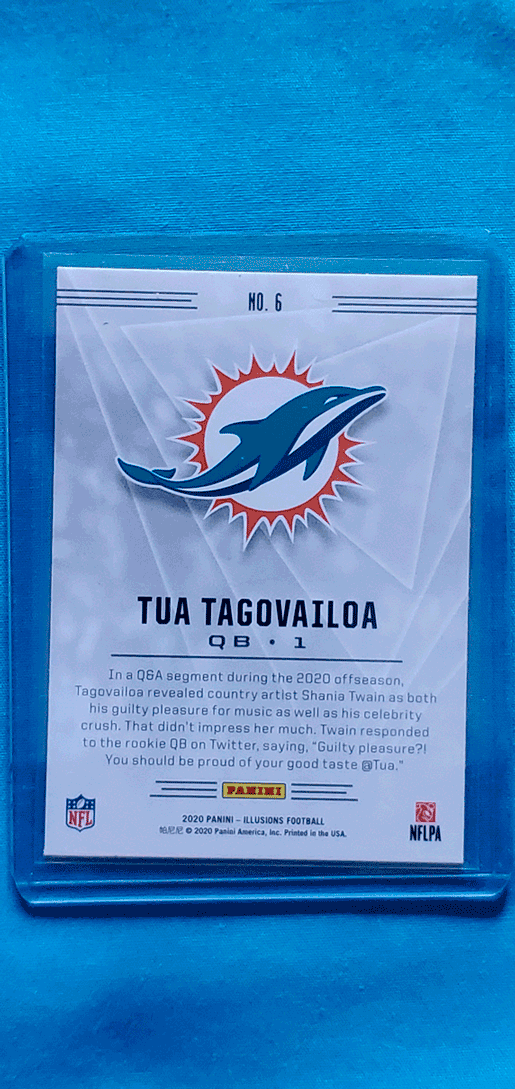 NO. 6
TUA TAGOVAILOA
QB • 1
In a Q&A segment during the 2020 offseason,
Tagovailoa revealed country artist Shania Twain as both
his guilty pleasure for music as well as his celebrity
crush. That didn't impress her much. Twain responded
to the rookie QB on Twitter, saying, "Guilty pleasure?!
You should be proud of your good taste @Tua."
PANINI
NFL
2020 PANINI – ILLUSIONS FOOTBALL
帕尼尼 © 2020 Panini America, Inc. Printed in the USA.
NFLPA